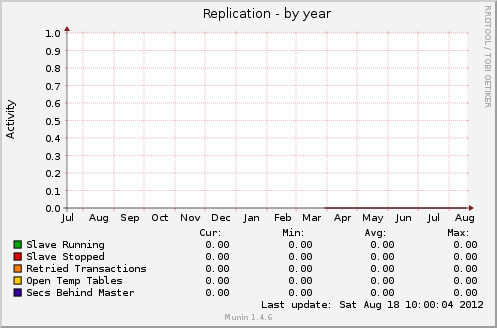 Replication - by year
RRDTOOL / TOBI OETIKER
Activity
1.0
0.9
0.8
0.7
0.6
0.5
0.4
0.3
0.2
0.1
0.0
Jul Aug Sep Oct Nov Dec Jan Feb Mar Apr May Jun Jul Aug
Cur: Min: Avg: Max:
Slave Running 0.00 0.00 0.00 0.00
Slave Stopped 0.00 0.00 0.00 0.00
Retried Transactions 0.00 0.00 0.00 0.00
Open Temp Tables 0.00 0.00 0.00 0.00
Secs Behind Master 0.00 0.00 0.00 0.00
Last update: Sat Aug 18 10:00:04 2012
Munin 1.4.6